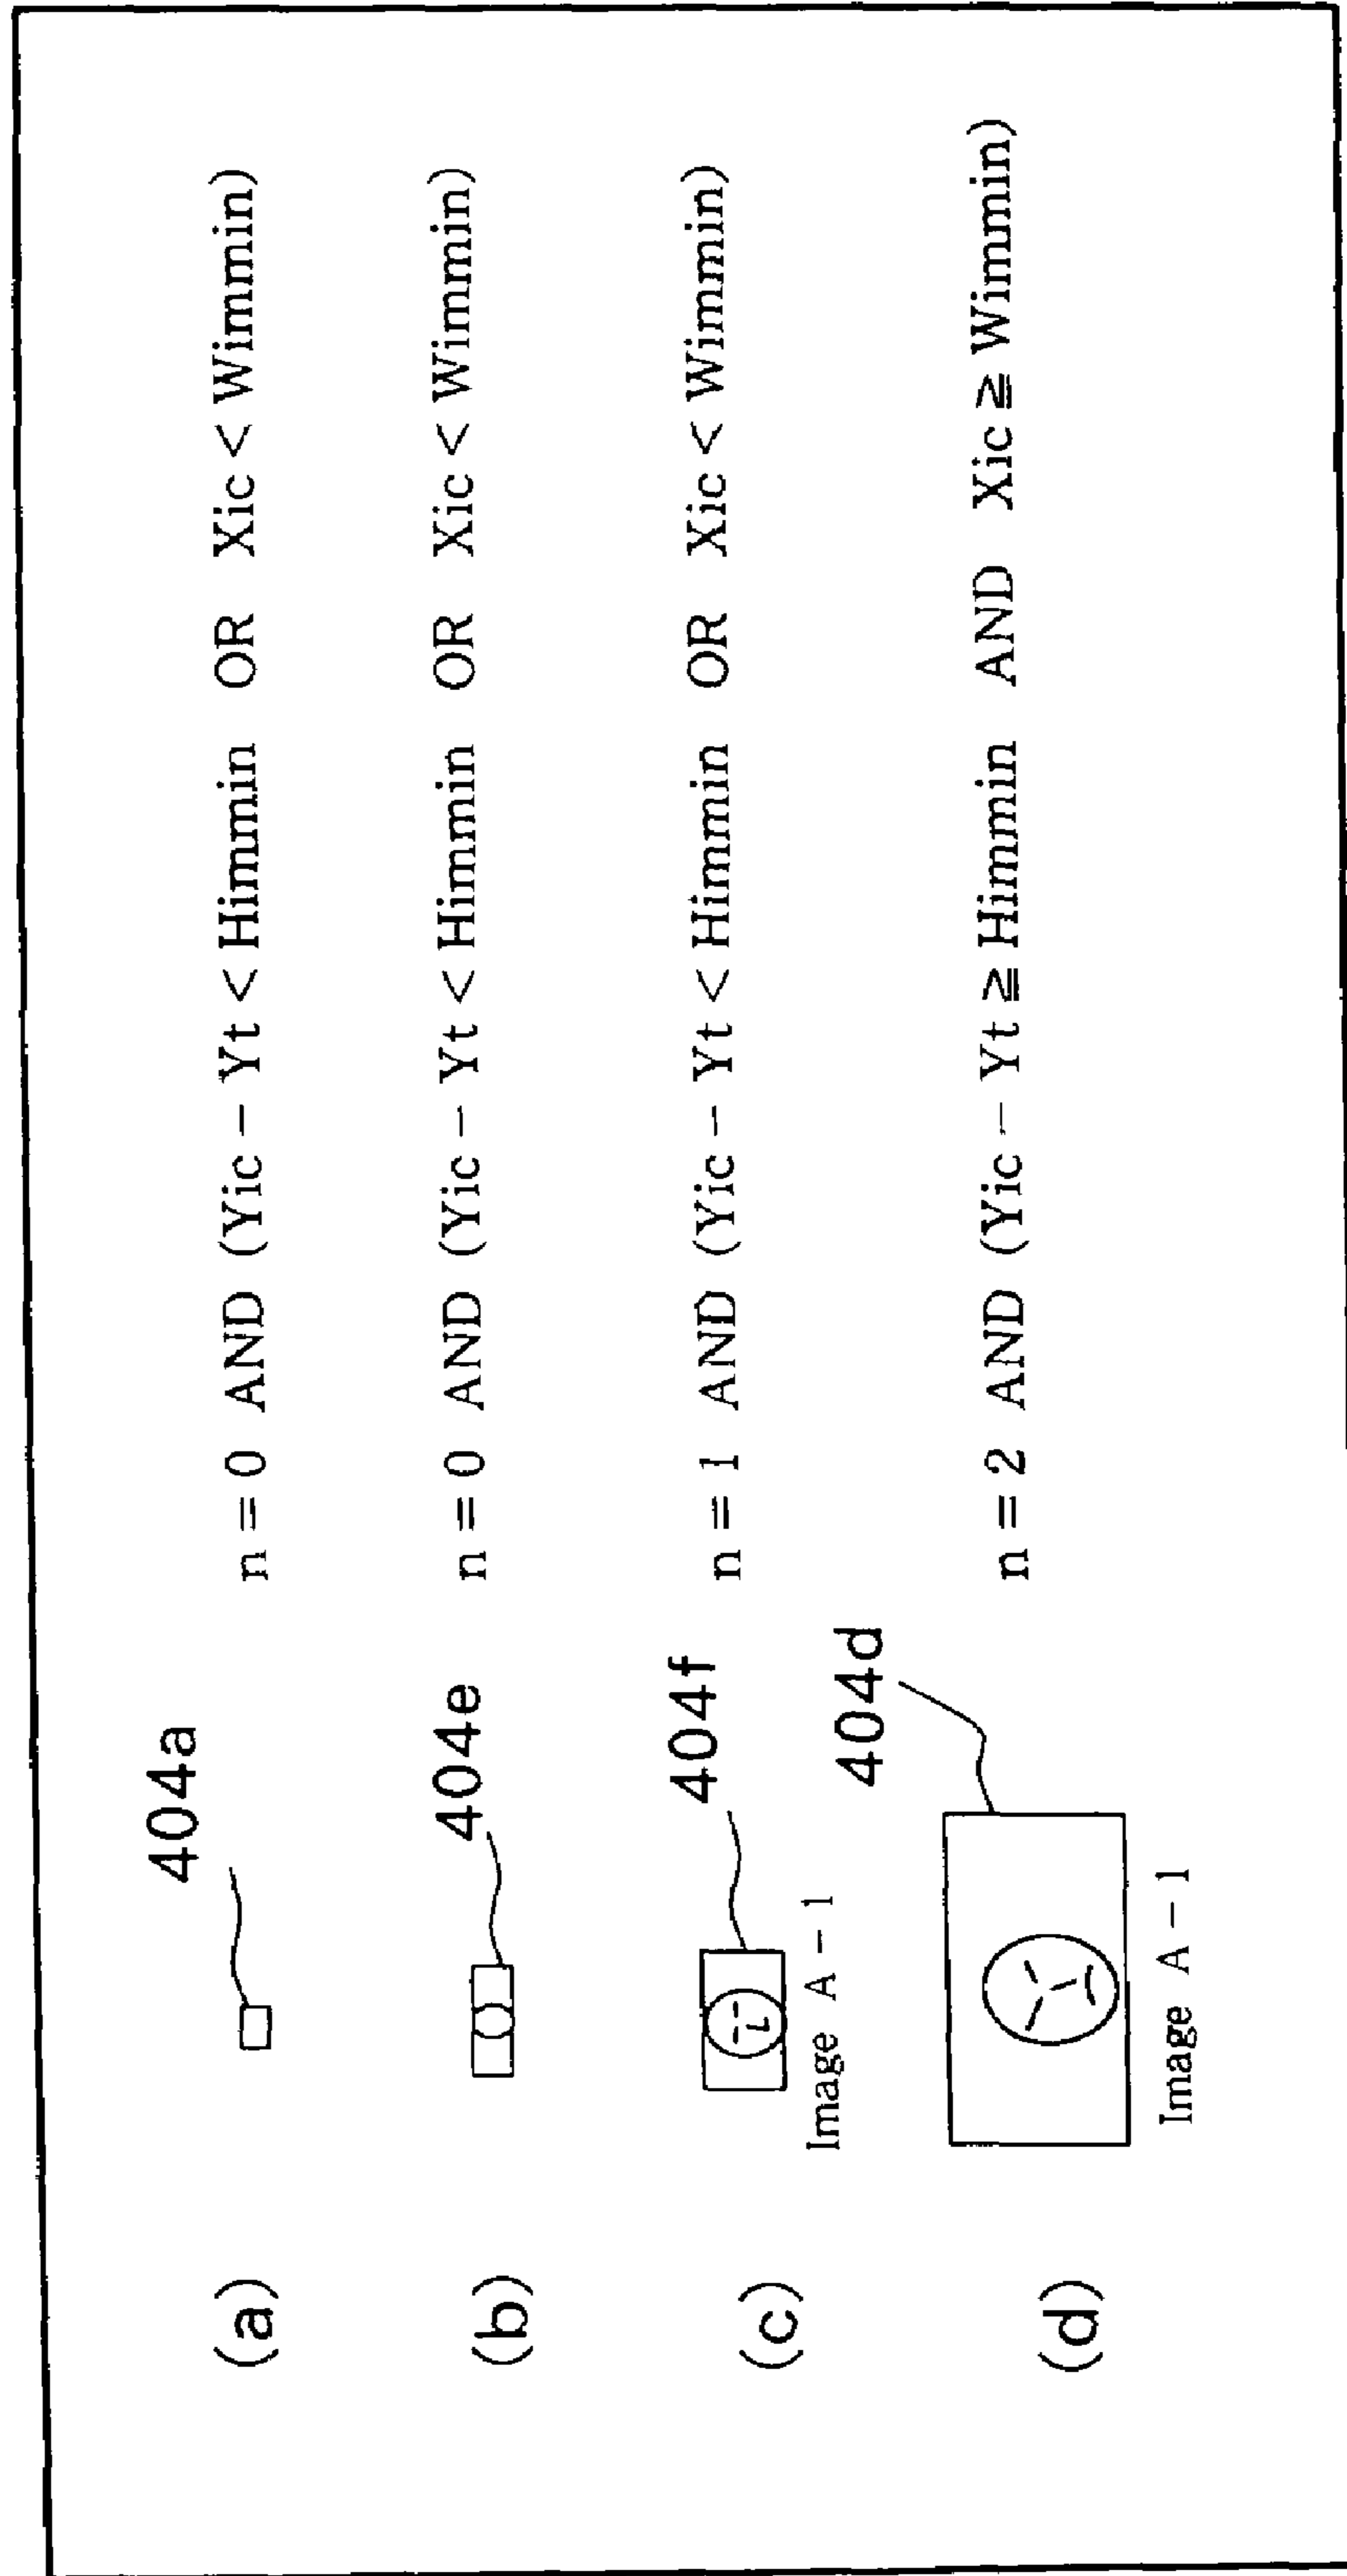 404a
(a) n = 0 AND (Yic − Yt < Himmin OR Xic < Wimmin)
404e
(b) n = 0 AND (Yic − Yt < Himmin OR Xic < Wimmin)
404f
(c) n = 1 AND (Yic − Yt < Himmin OR Xic < Wimmin)
Image A − 1
404d
(d) n = 2 AND (Yic − Yt ≧ Himmin AND Xic ≧ Wimmin)
Image A − 1